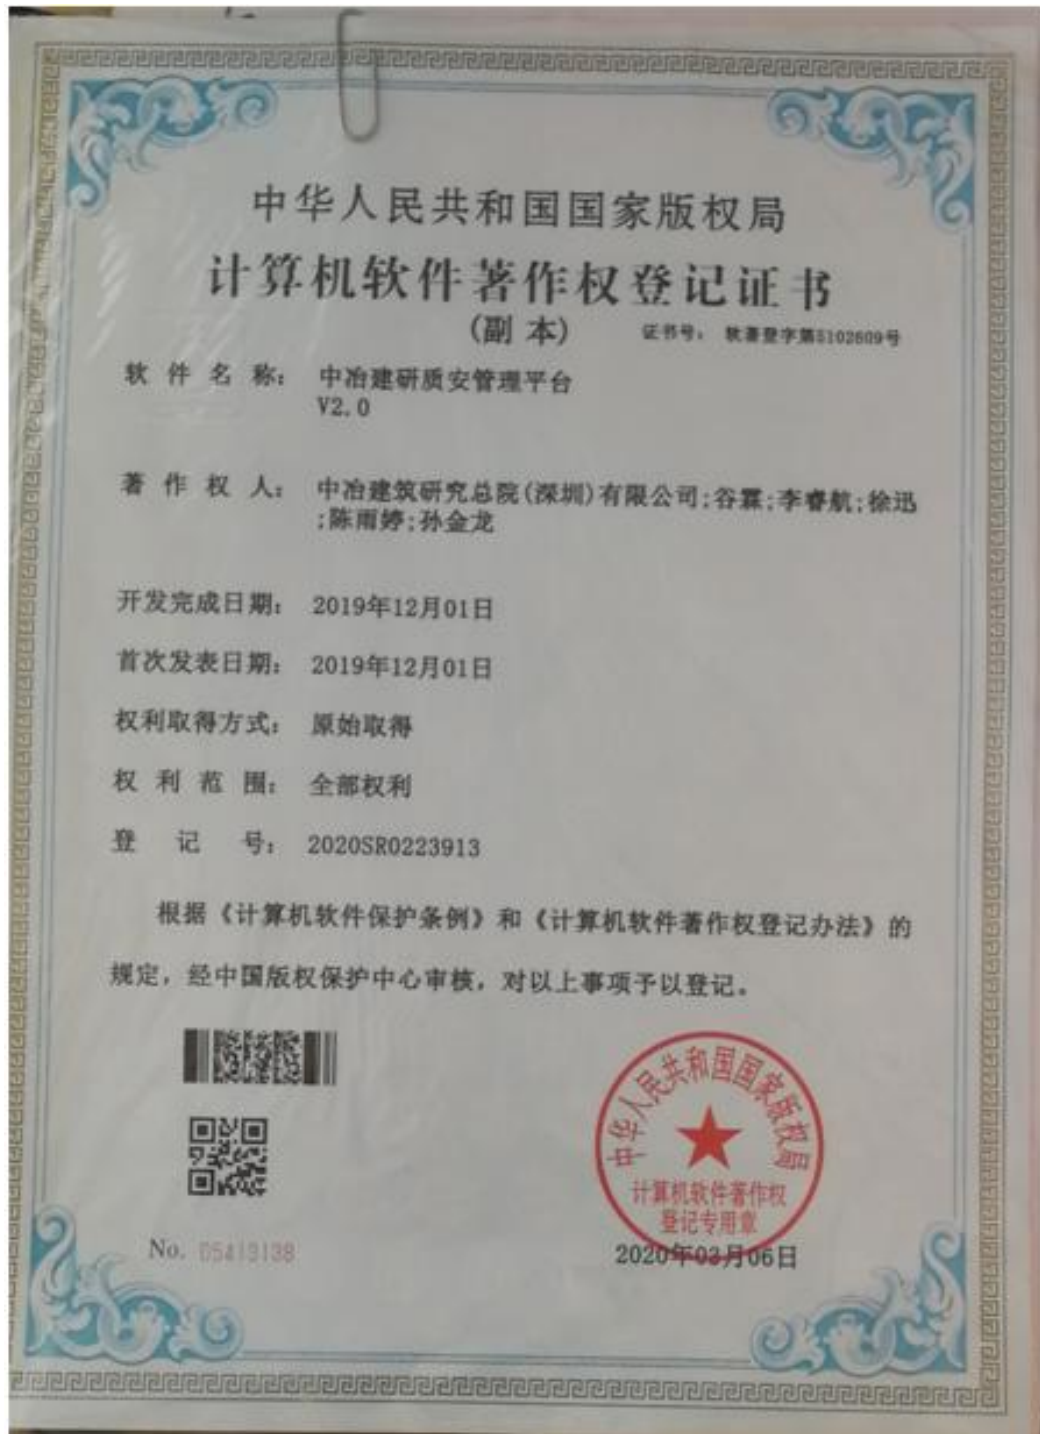 中华人民共和国国家版权局
计算机软件著作权登记证书
(副本)
证书号： 软著登字第5102609号
软件名称： 中冶建研质安管理平台
V2.0
著作权人： 中冶建筑研究总院(深圳)有限公司;谷霖;李睿航;徐迅
;陈雨婷;孙金龙
开发完成日期： 2019年12月01日
首次发表日期： 2019年12月01日
权利取得方式： 原始取得
权利范围： 全部权利
登记号： 2020SR0223913
根据《计算机软件保护条例》和《计算机软件著作权登记办法》的
规定，经中国版权保护中心审核，对以上事项予以登记。
中华人民共和国国家版权局
计算机软件著作权
登记专用章
No. 05413138
2020年03月06日